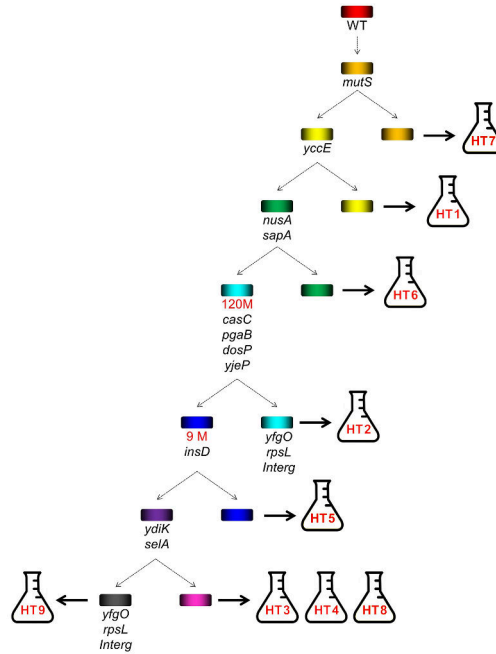 WT
mutS
yccE
HT7
nusA
sapA
HT1
120M
casC
pgaB
dosP
yjeP
HT6
9 M
insD
yfgO
rpsL
Interg
HT2
ydiK
selA
HT5
HT9
yfgO
rpsL
Interg
HT3
HT4
HT8